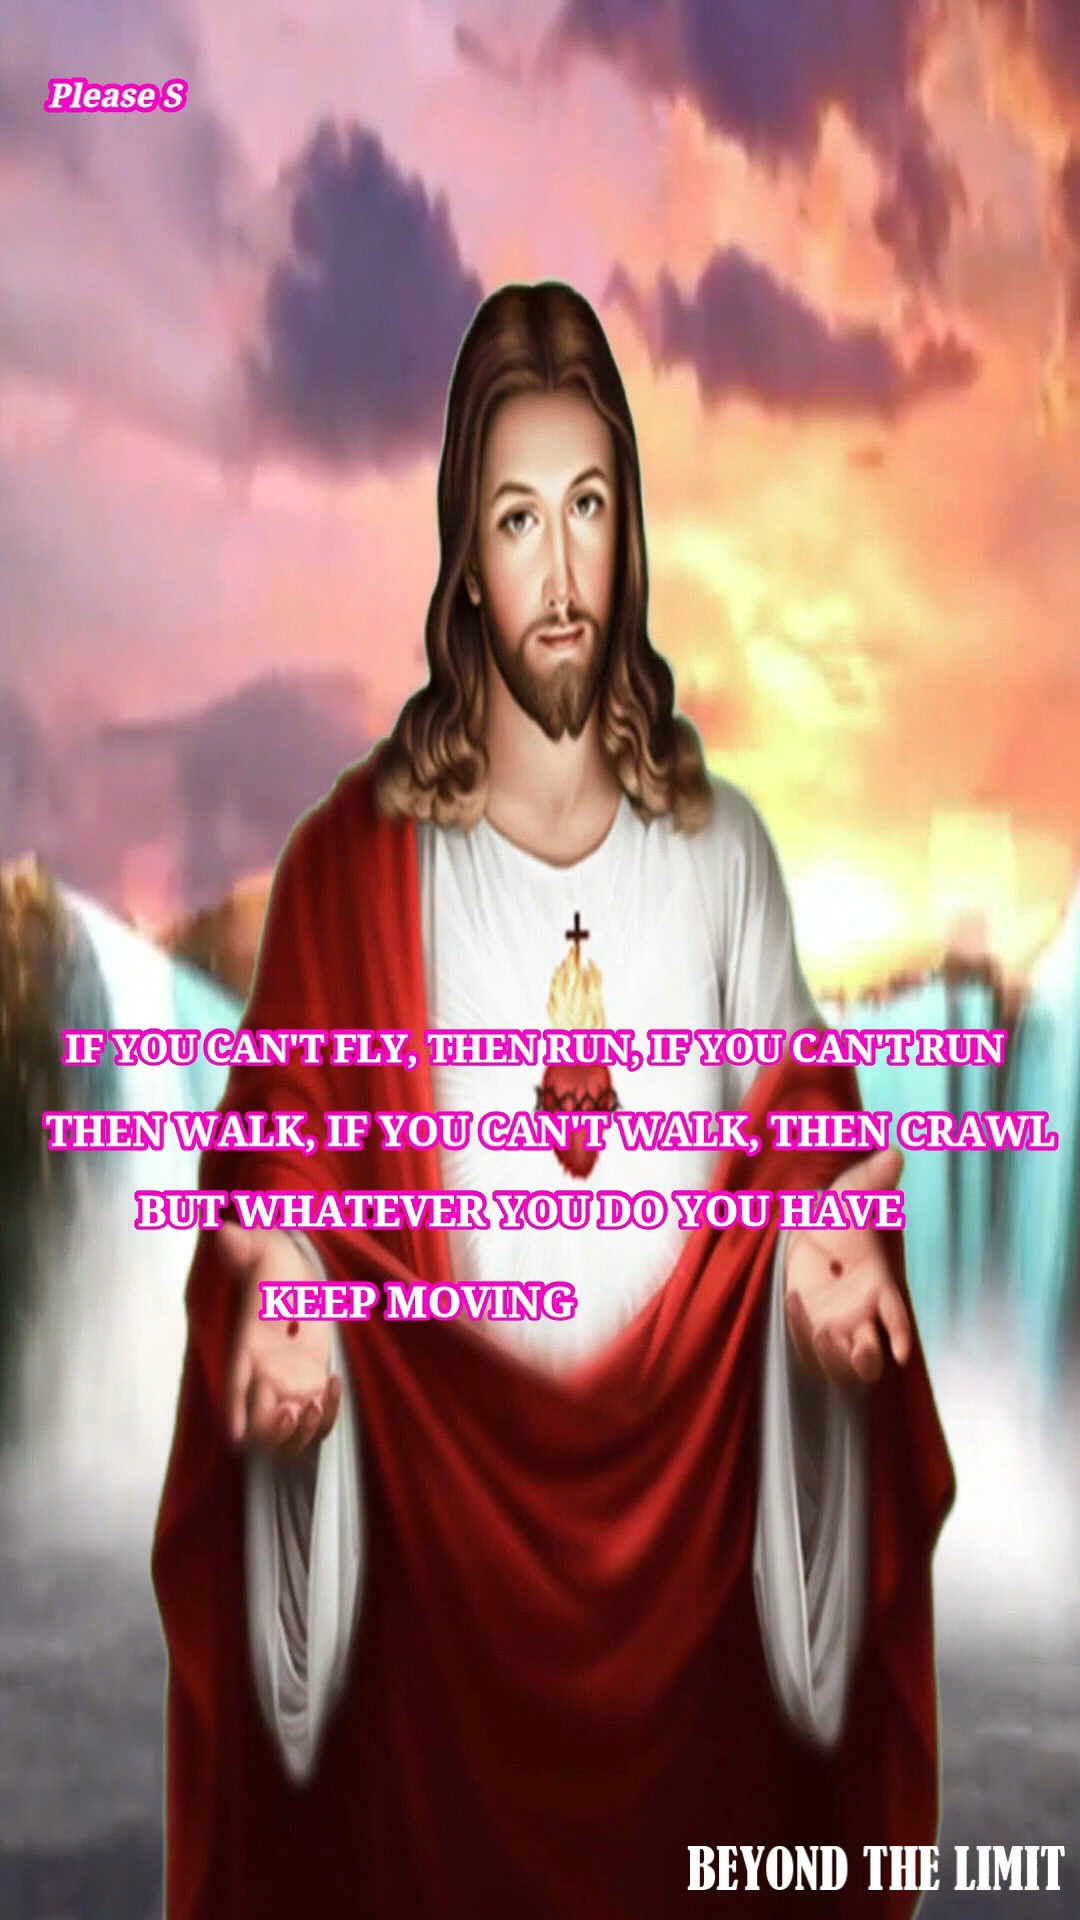 Please S
IF YOU CAN'T FLY, THEN RUN, IF YOU CAN'T RUN
THEN WALK, IF YOU CAN'T WALK, THEN CRAWL
BUT WHATEVER YOU DO YOU HAVE
KEEP MOVING
BEYOND THE LIMIT